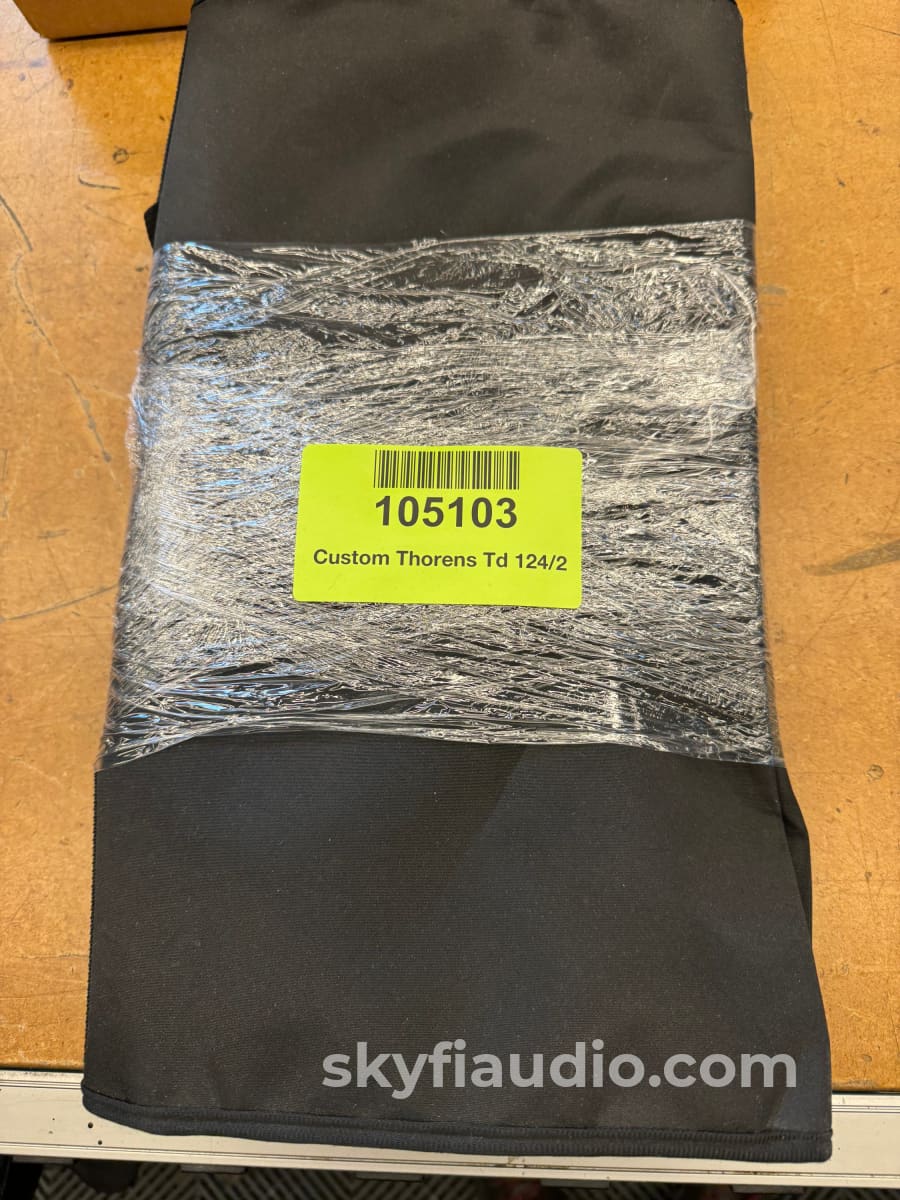 105103
Custom Thorens Td 124/2
skyfiaudio.com